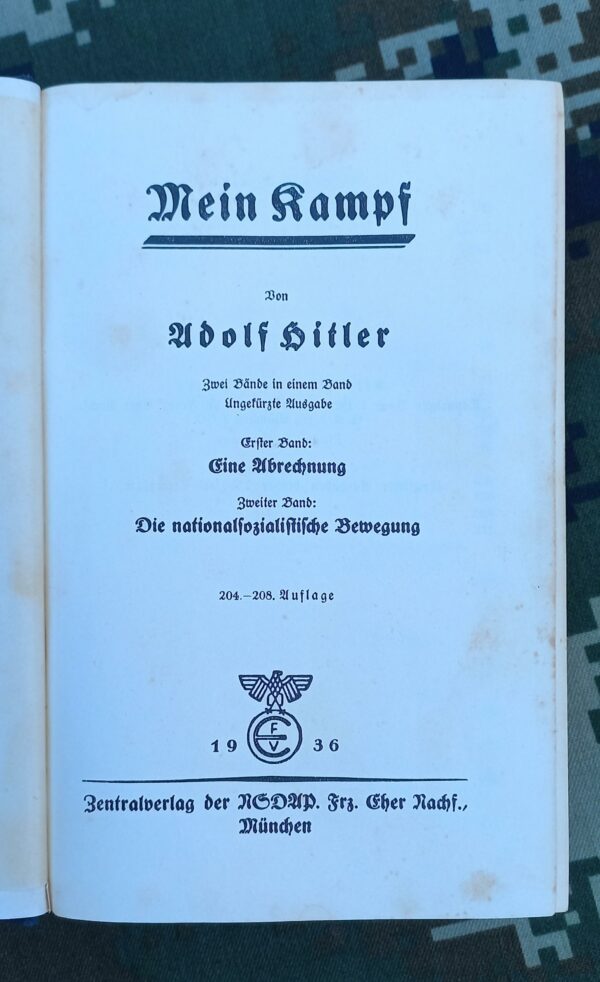 Mein Kampf
Von
Adolf Hitler
Zwei Bände in einem Band
Ungekürzte Ausgabe
Erster Band:
Eine Abrechnung
Zweiter Band:
Die nationalsozialistische Bewegung
204.–208. Auflage
F
E
V
19 36
Zentralverlag der NSDAP. Frz. Eher Nachf.,
München